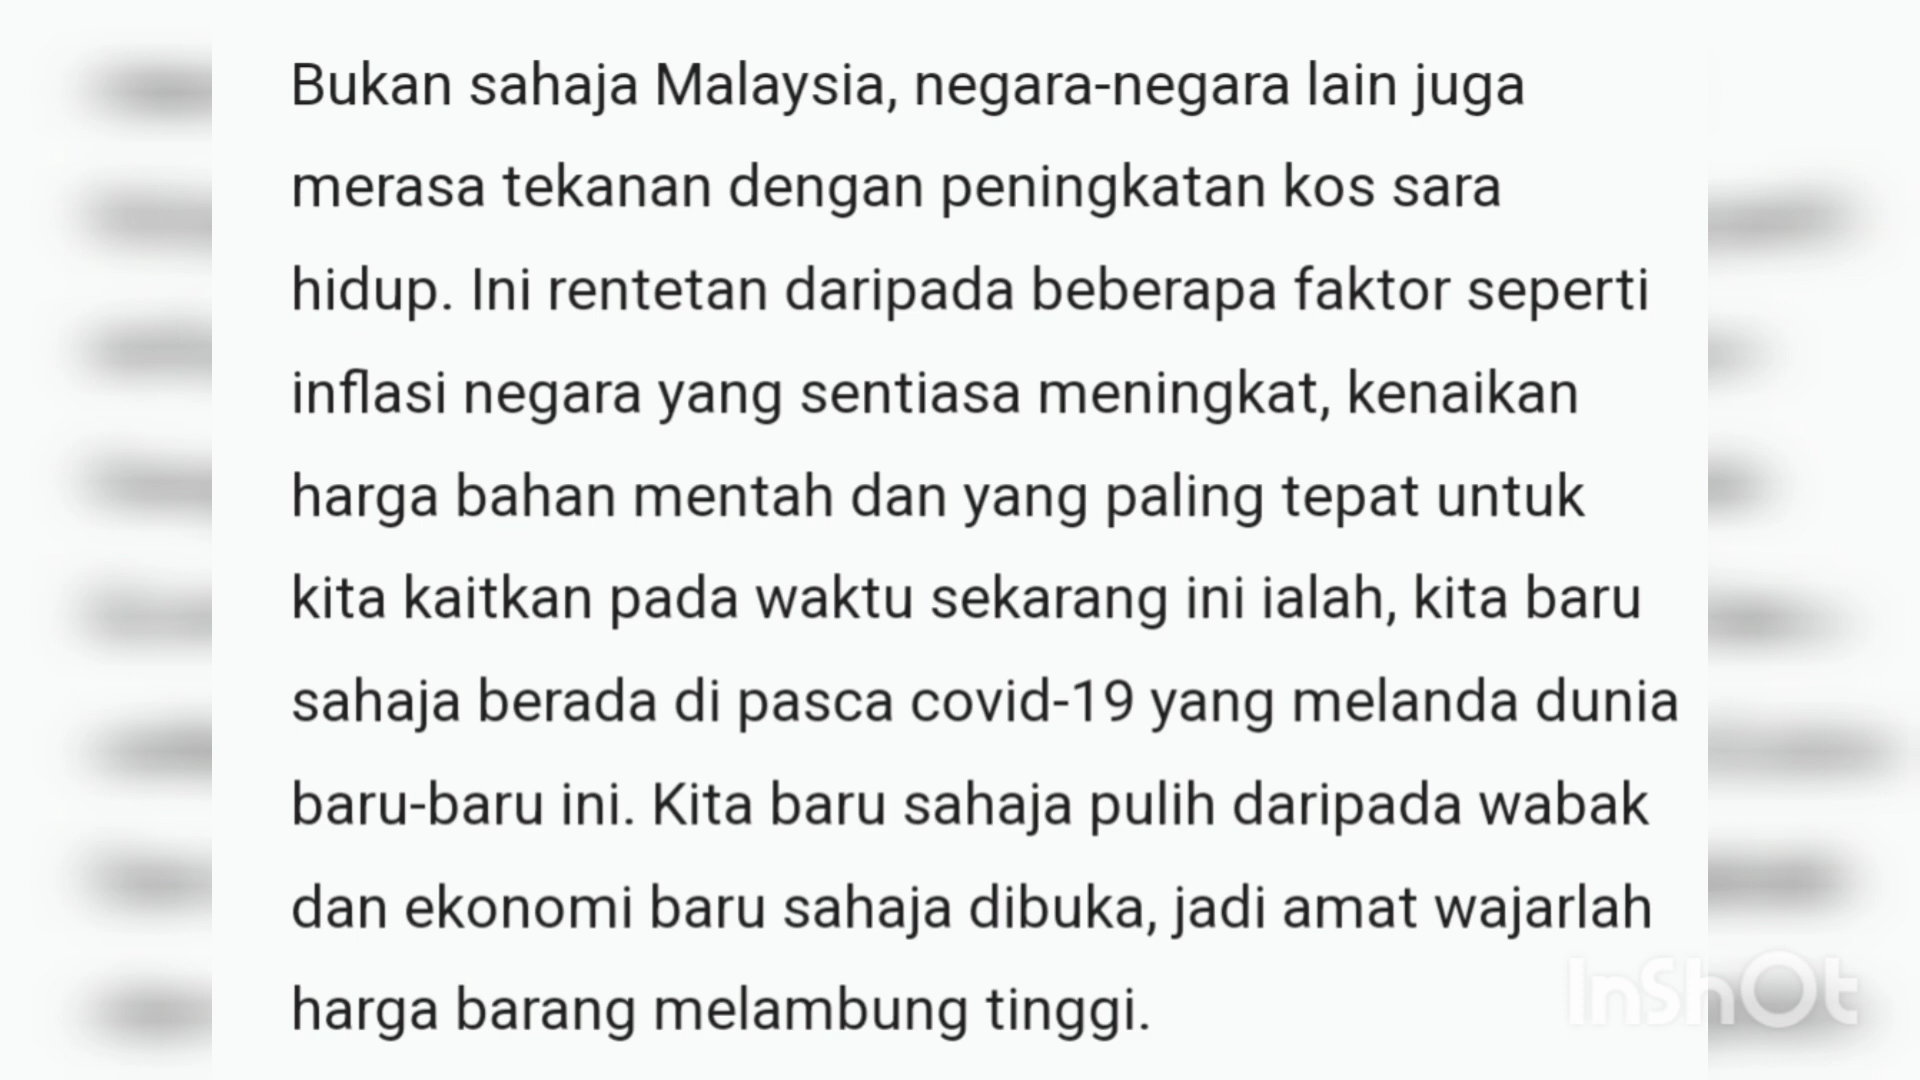 Bukan sahaja Malaysia, negara-negara lain juga
merasa tekanan dengan peningkatan kos sara
hidup. Ini rentetan daripada beberapa faktor seperti
inflasi negara yang sentiasa meningkat, kenaikan
harga bahan mentah dan yang paling tepat untuk
kita kaitkan pada waktu sekarang ini ialah, kita baru
sahaja berada di pasca covid-19 yang melanda dunia
baru-baru ini. Kita baru sahaja pulih daripada wabak
dan ekonomi baru sahaja dibuka, jadi amat wajarlah
harga barang melambung tinggi.
InShOt